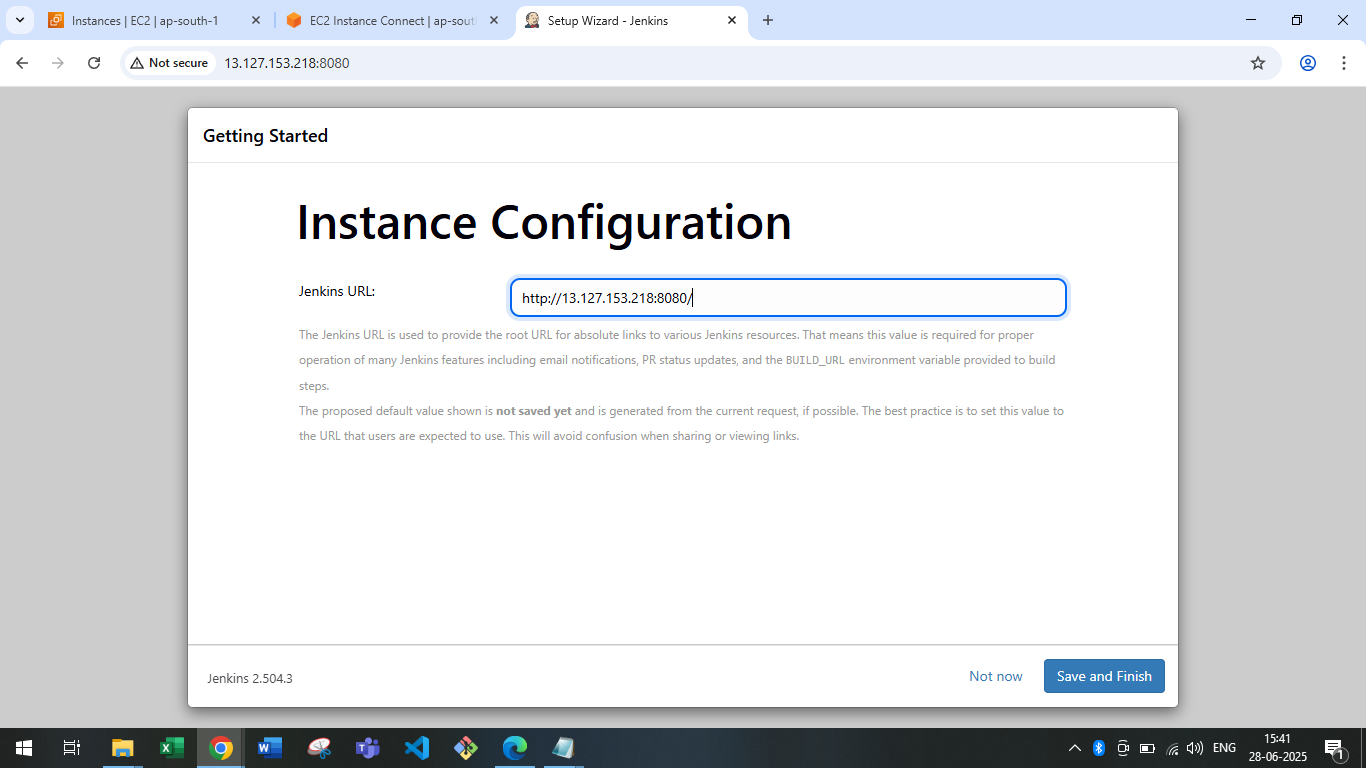 Instances | EC2 | ap-south-1
EC2 Instance Connect | ap-sout
Setup Wizard - Jenkins
Not secure
13.127.153.218:8080
Getting Started
Instance Configuration
Jenkins URL:
http://13.127.153.218:8080/
The Jenkins URL is used to provide the root URL for absolute links to various Jenkins resources. That means this value is required for proper
operation of many Jenkins features including email notifications, PR status updates, and the BUILD_URL environment variable provided to build
steps.
The proposed default value shown is not saved yet and is generated from the current request, if possible. The best practice is to set this value to
the URL that users are expected to use. This will avoid confusion when sharing or viewing links.
Jenkins 2.504.3
Not now
Save and Finish
ENG
15:41
28-06-2025
1